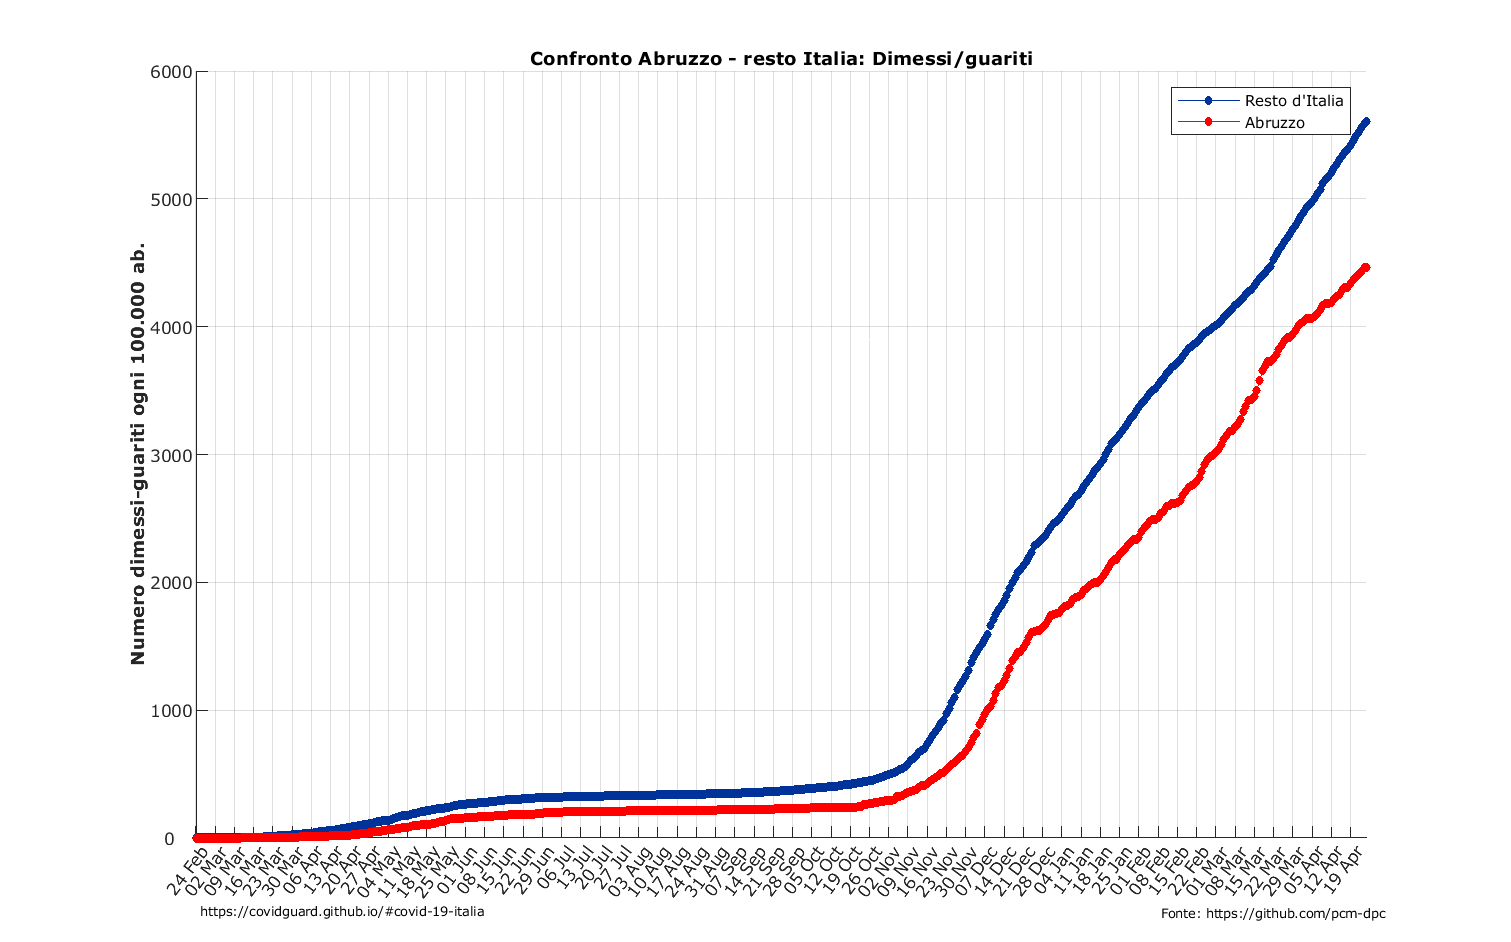 Confronto Abruzzo - resto Italia: Dimessi/guariti
Resto d'Italia
Abruzzo
Numero dimessi-guariti ogni 100.000 ab.
6000
5000
4000
3000
2000
1000
0
24 Feb
02 Mar
09 Mar
16 Mar
23 Mar
30 Mar
06 Apr
13 Apr
20 Apr
27 Apr
04 May
11 May
18 May
25 May
01 Jun
08 Jun
15 Jun
22 Jun
29 Jun
06 Jul
13 Jul
20 Jul
27 Jul
03 Aug
10 Aug
17 Aug
24 Aug
31 Aug
07 Sep
14 Sep
21 Sep
28 Sep
05 Oct
12 Oct
19 Oct
26 Oct
02 Nov
09 Nov
16 Nov
23 Nov
30 Nov
07 Dec
14 Dec
21 Dec
28 Dec
04 Jan
11 Jan
18 Jan
25 Jan
01 Feb
08 Feb
15 Feb
22 Feb
01 Mar
08 Mar
15 Mar
22 Mar
29 Mar
05 Apr
12 Apr
19 Apr
https://covidguard.github.io/#covid-19-italia
Fonte: https://github.com/pcm-dpc